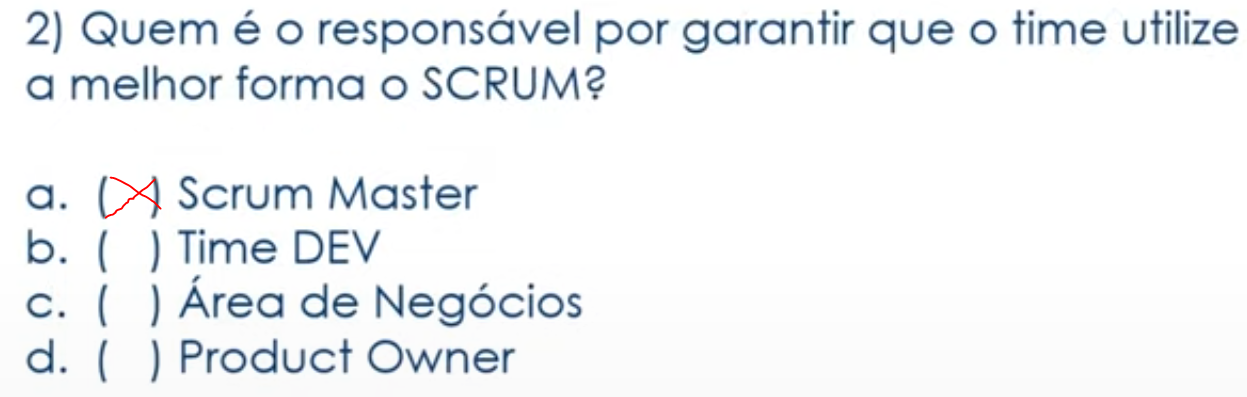 2) Quem é o responsável por garantir que o time utilize
a melhor forma o SCRUM?
a. (X) Scrum Master
b. ( ) Time DEV
c. ( ) Área de Negócios
d. ( ) Product Owner